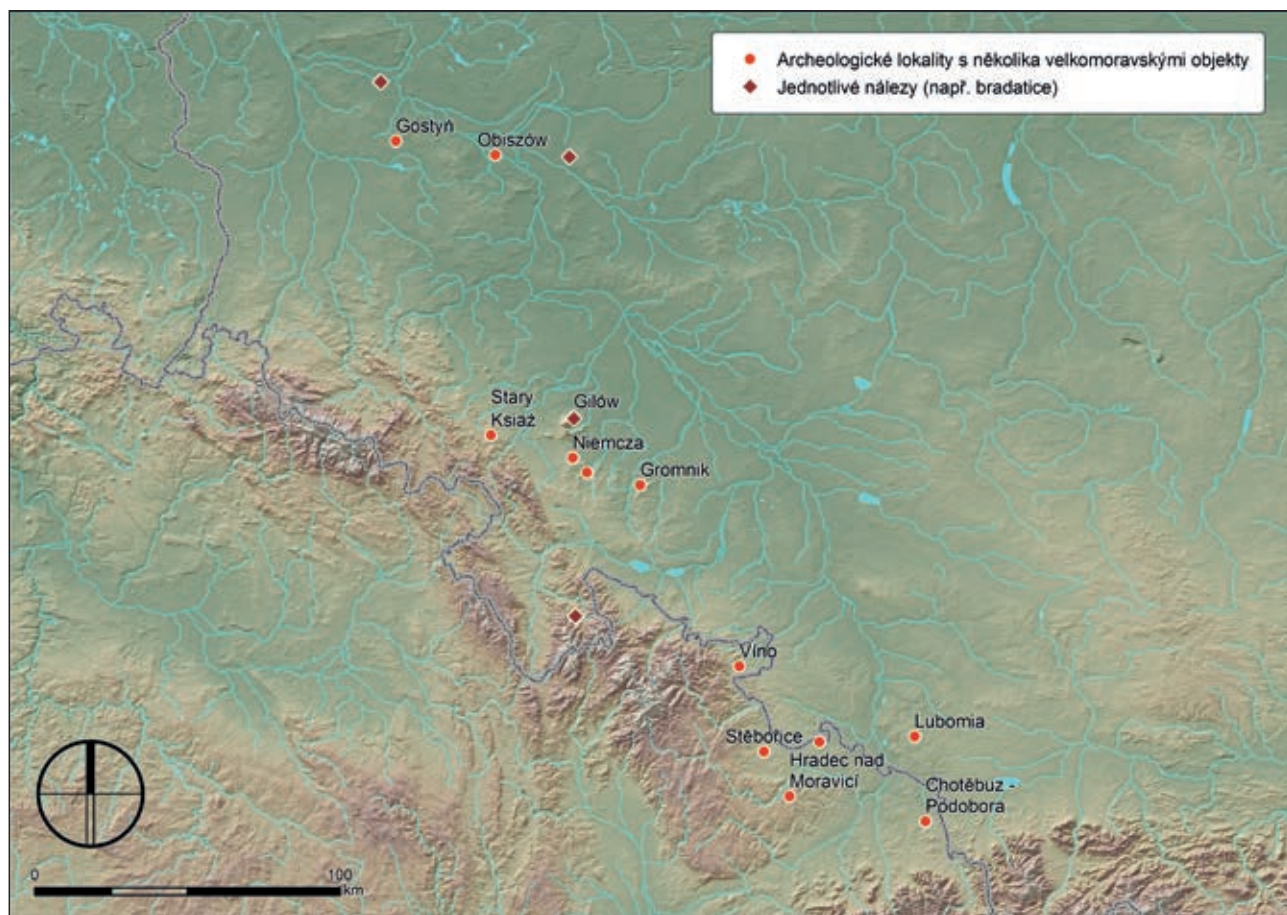 Archeologické lokality s několika velkomoravskými objekty
Jednotlivé nálezy (např. bradatice)
Gostyń
Obiszów
Stary
Ksiaż
Gilów
Niemcza
Gromnik
Víno
Lubomia
Stěbořice
Hradec nad
Moravicí
Chotěbuz -
Podobora
0
100
km